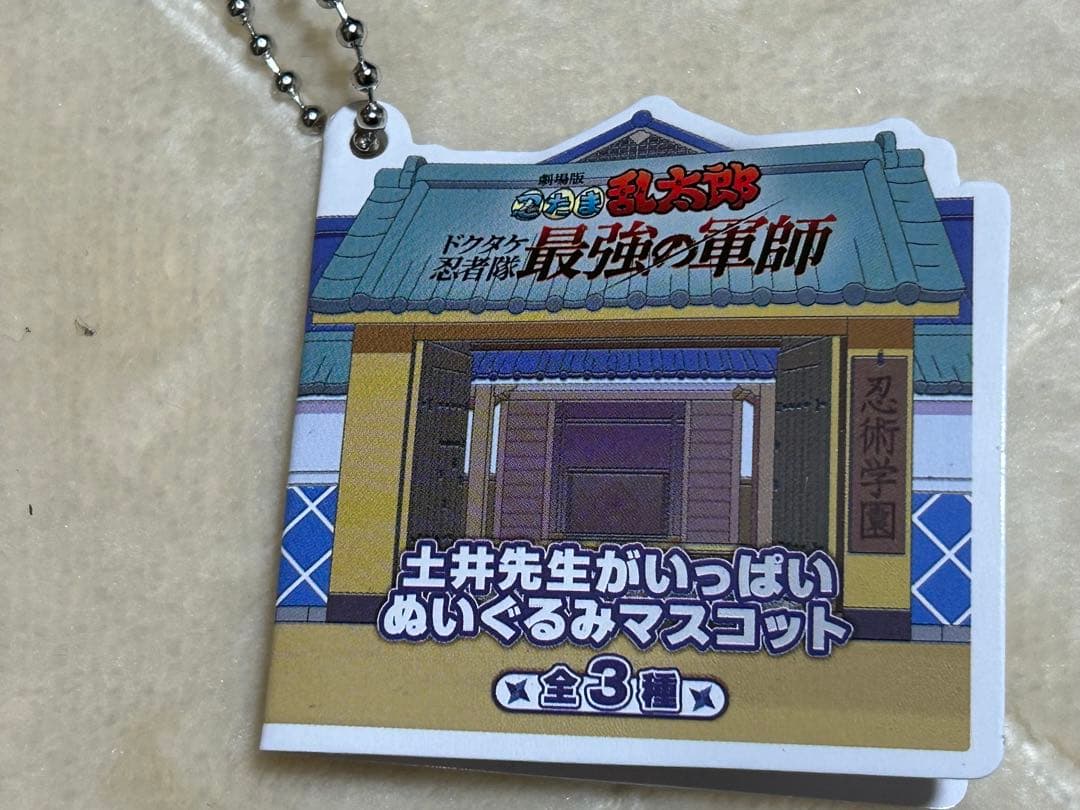 劇場版
忍たま乱太郎
ドクタケ
忍者隊
最強の軍師
忍術学園
土井先生がいっぱい
ぬいぐるみマスコット
全3種